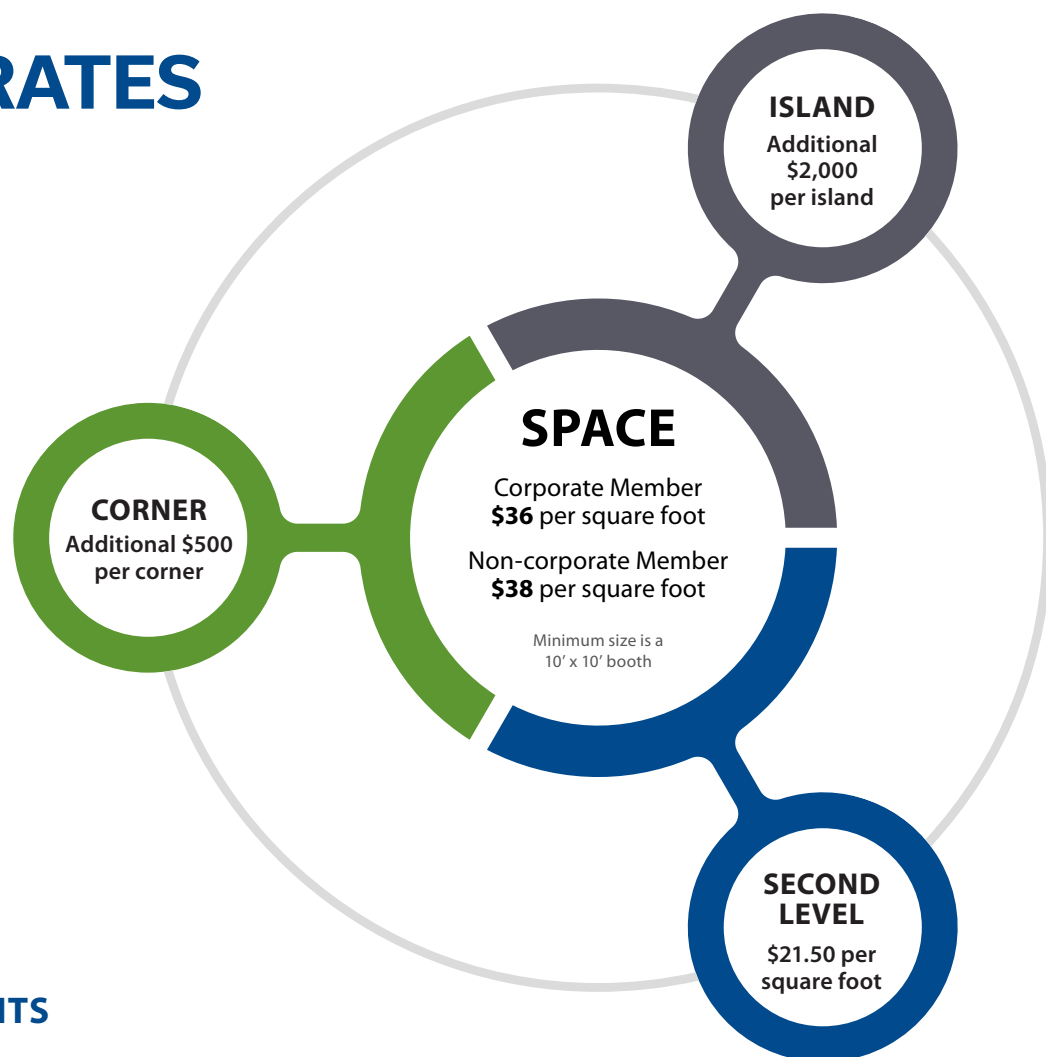 RATES
ISLAND
Additional
$2,000
per island
SPACE
Corporate Member
$36 per square foot
Non-corporate Member
$38 per square foot
Minimum size is a
10’ x 10’ booth
CORNER
Additional $500
per corner
SECOND
LEVEL
$21.50 per
square foot
ITS